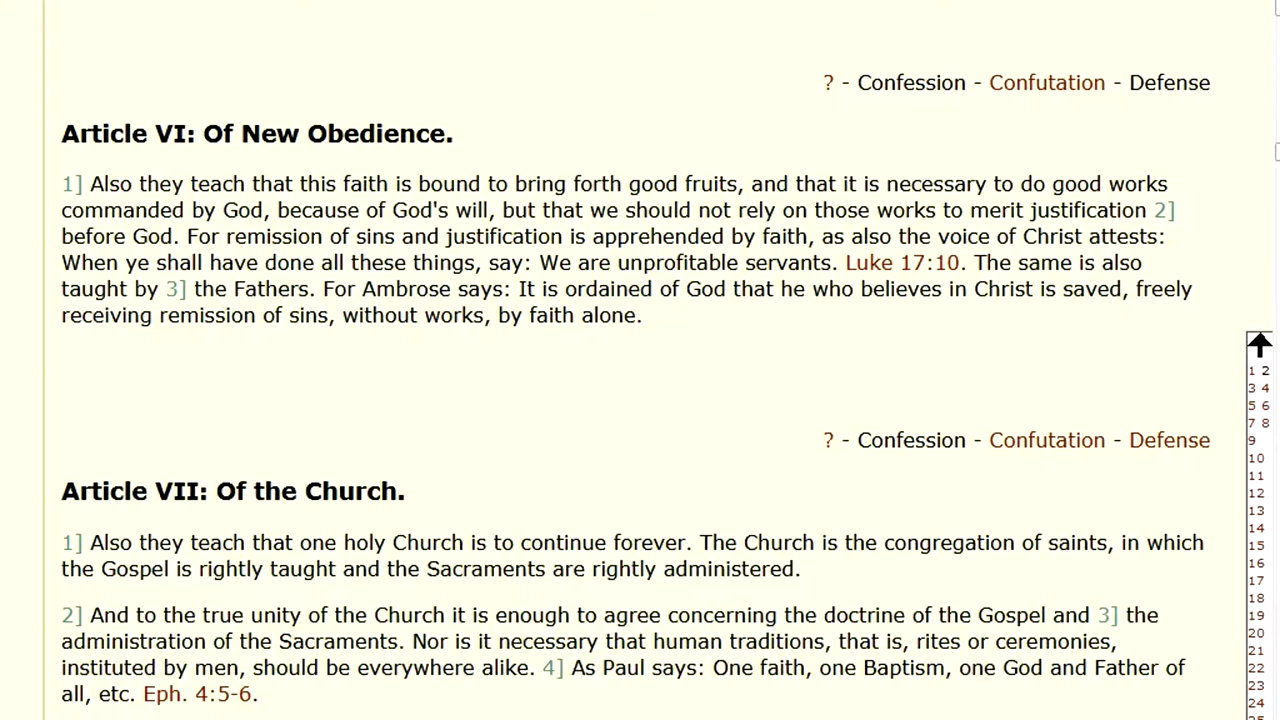 ? - Confession - Confutation - Defense
Article VI: Of New Obedience.
1] Also they teach that this faith is bound to bring forth good fruits, and that it is necessary to do good works
commanded by God, because of God's will, but that we should not rely on those works to merit justification 2]
before God. For remission of sins and justification is apprehended by faith, as also the voice of Christ attests:
When ye shall have done all these things, say: We are unprofitable servants. Luke 17:10. The same is also
taught by 3] the Fathers. For Ambrose says: It is ordained of God that he who believes in Christ is saved, freely
receiving remission of sins, without works, by faith alone.
? - Confession - Confutation - Defense
Article VII: Of the Church.
1] Also they teach that one holy Church is to continue forever. The Church is the congregation of saints, in which
the Gospel is rightly taught and the Sacraments are rightly administered.
2] And to the true unity of the Church it is enough to agree concerning the doctrine of the Gospel and 3] the
administration of the Sacraments. Nor is it necessary that human traditions, that is, rites or ceremonies,
instituted by men, should be everywhere alike. 4] As Paul says: One faith, one Baptism, one God and Father of
all, etc. Eph. 4:5-6.
1 2
3 4
5 6
7 8
9
10
11
12
13
14
15
16
17
18
19
20
21
22
23
24